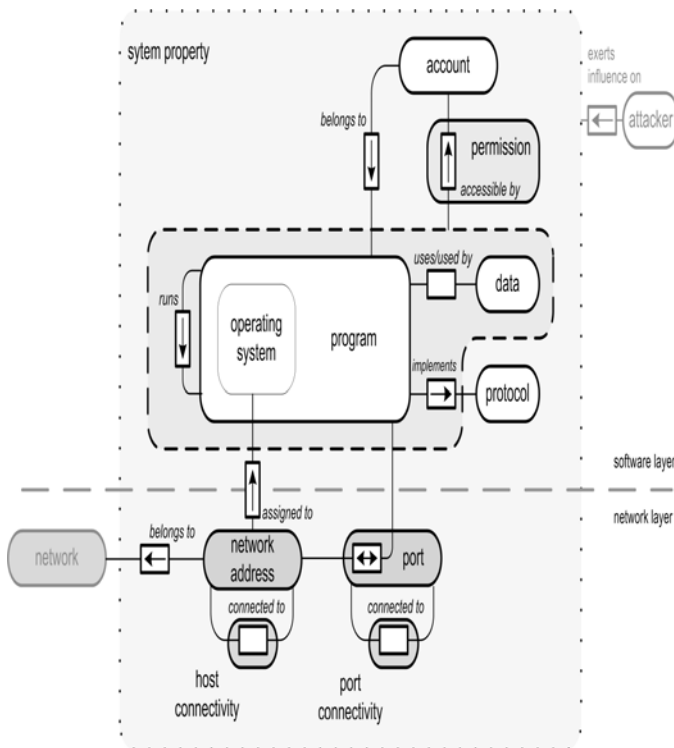 sytem property
exerts
influence on
attacker
account
belongs to
permission
accessible by
uses/used by
data
runs
operating
system
program
implements
protocol
software layer
network layer
assigned to
belongs to
network
network
address
port
connected to
connected to
host
connectivity
port
connectivity